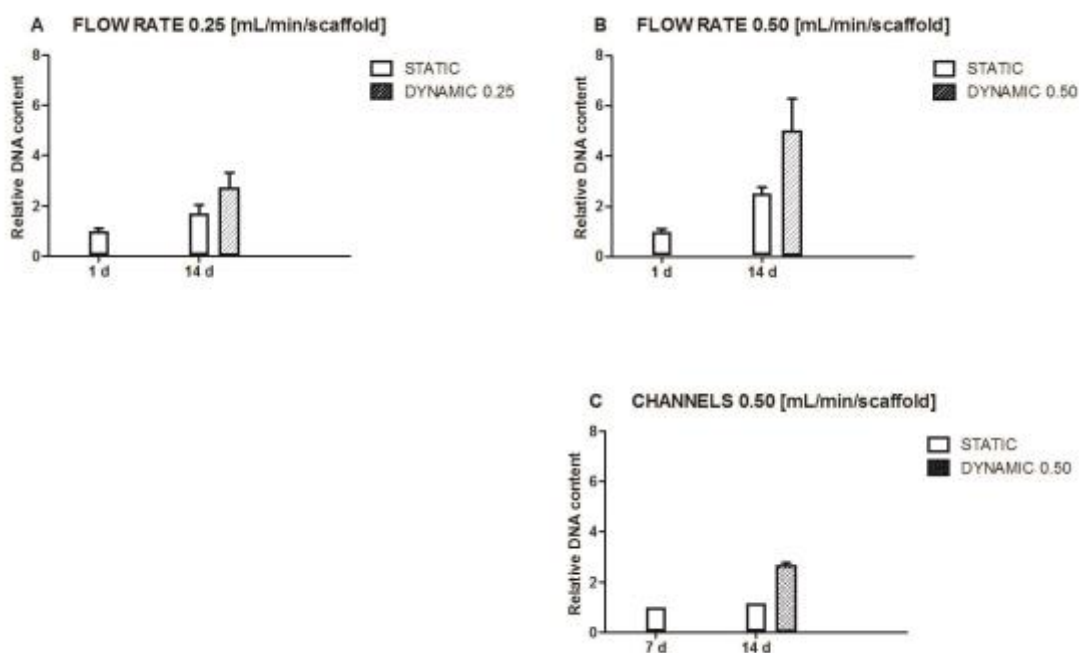 A FLOW RATE 0.25 [mL/min/scaffold]
Relative DNA content
8
6
4
2
0
1 d 14 d
STATIC
DYNAMIC 0.25
B FLOW RATE 0.50 [mL/min/scaffold]
Relative DNA content
8
6
4
2
0
1 d 14 d
STATIC
DYNAMIC 0.50
C CHANNELS 0.50 [mL/min/scaffold]
Relative DNA content
8
6
4
2
0
7 d 14 d
STATIC
DYNAMIC 0.50